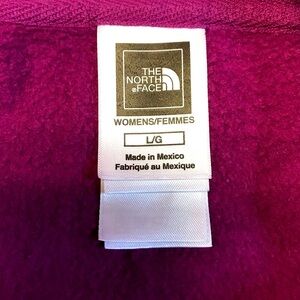 THE
NORTH
FACE
WOMENS/FEMMES
L/G
Made in Mexico
Fabriqué au Mexique